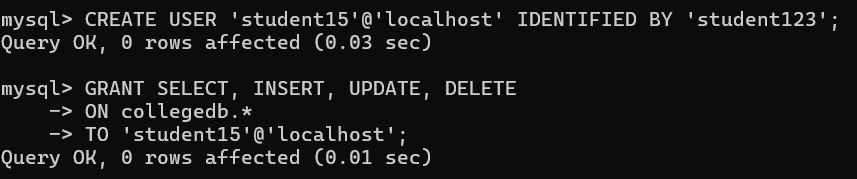 mysql> CREATE USER 'student15'@'localhost' IDENTIFIED BY 'student123';
Query OK, 0 rows affected (0.03 sec)

mysql> GRANT SELECT, INSERT, UPDATE, DELETE
    -> ON collegedb.*
    -> TO 'student15'@'localhost';
Query OK, 0 rows affected (0.01 sec)